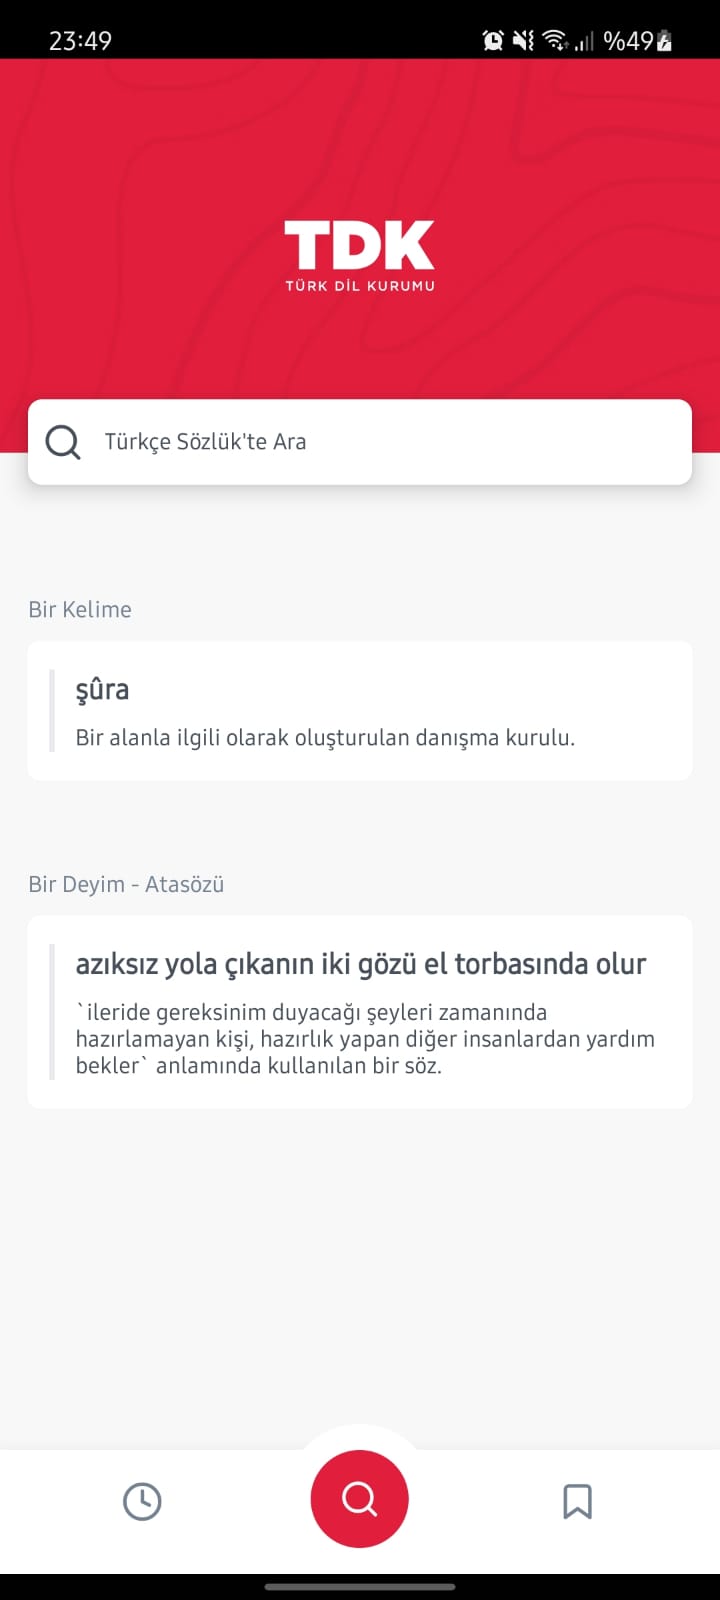 23:49
%49
TDK
TÜRK DİL KURUMU
Türkçe Sözlük'te Ara
Bir Kelime
şûra
Bir alanla ilgili olarak oluşturulan danışma kurulu.
Bir Deyim - Atasözü
azıksız yola çıkanın iki gözü el torbasında olur
`ileride gereksinim duyacağı şeyleri zamanında
hazırlamayan kişi, hazırlık yapan diğer insanlardan yardım
bekler` anlamında kullanılan bir söz.